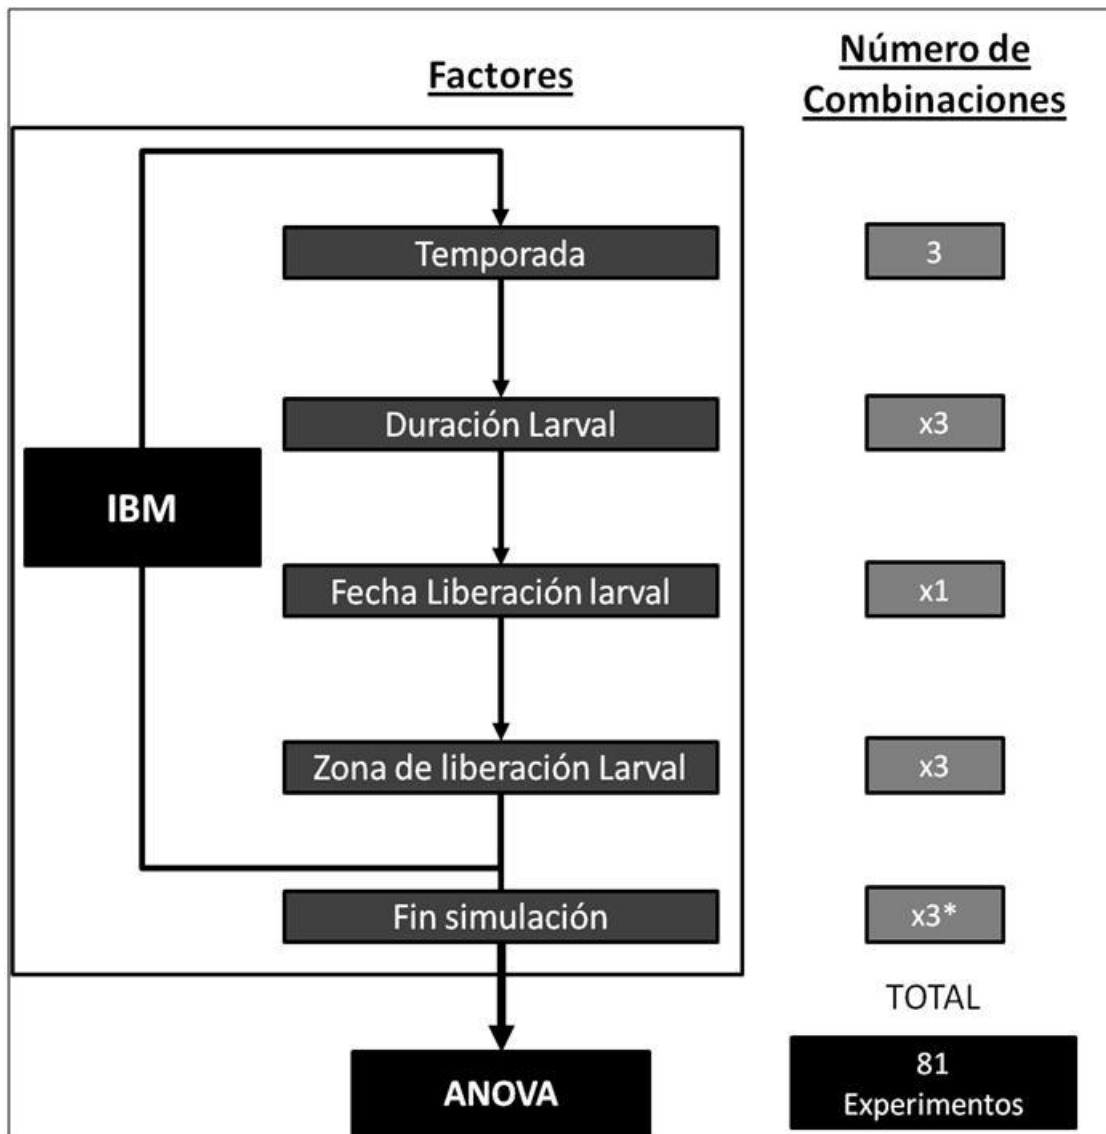 Factores
Número de
Combinaciones
Temporada
3
Duración Larval
x3
IBM
Fecha Liberación larval
x1
Zona de liberación Larval
x3
Fin simulación
x3*
TOTAL
ANOVA
81
Experimentos